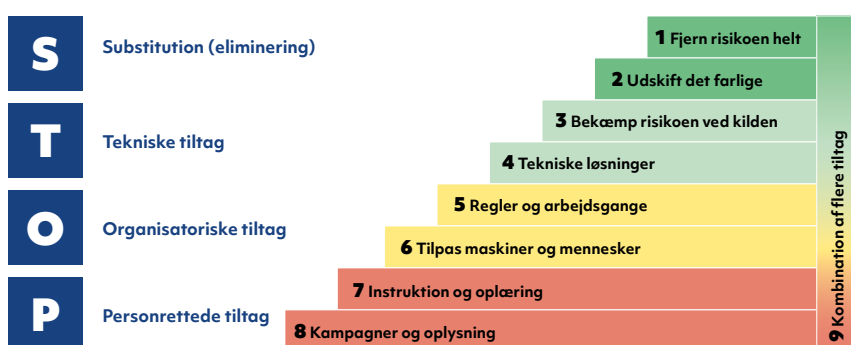 S
Substitution (eliminering)
1 Fjern risikoen helt
2 Udskift det farlige
T
Tekniske tiltag
3 Bekæmp risikoen ved kilden
4 Tekniske løsninger
O
Organisatoriske tiltag
5 Regler og arbejdsgange
6 Tilpas maskiner og mennesker
P
Personrettede tiltag
7 Instruktion og oplæring
8 Kampagner og oplysning
9 Kombination af flere tiltag